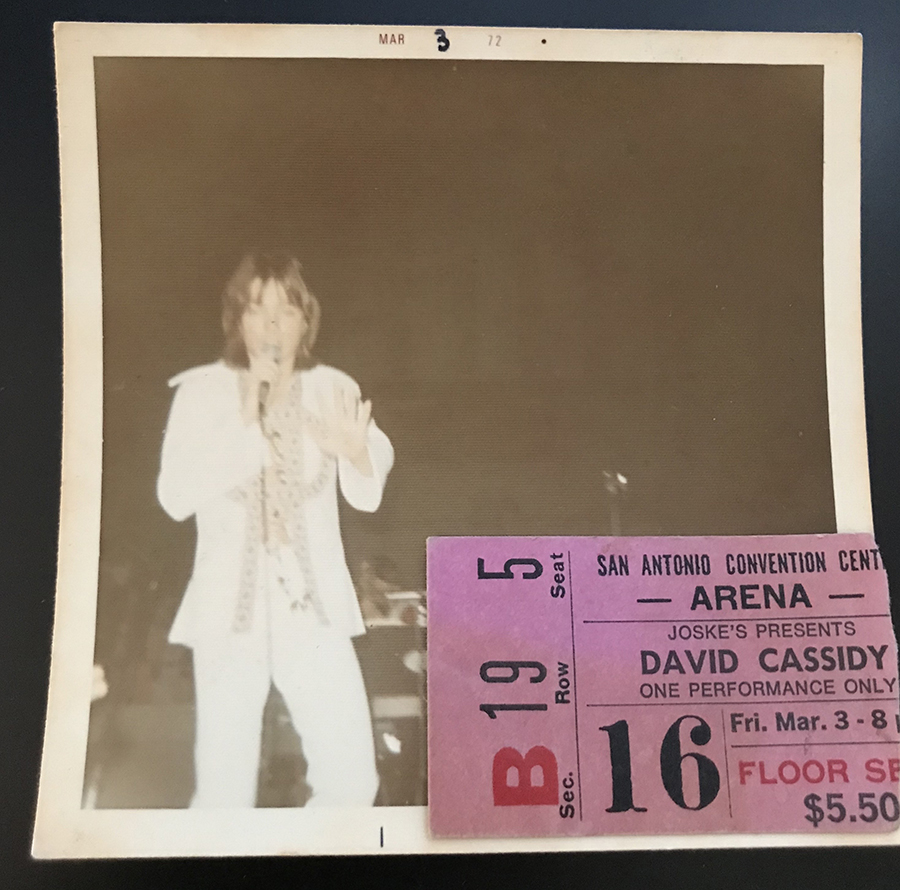 MAR 3 72
5 Seat
19 Row
B Sec.
SAN ANTONIO CONVENTION CENT
— ARENA —
JOSKE'S PRESENTS
DAVID CASSIDY
ONE PERFORMANCE ONLY
16
Fri. Mar. 3 - 8
FLOOR SE
$5.50